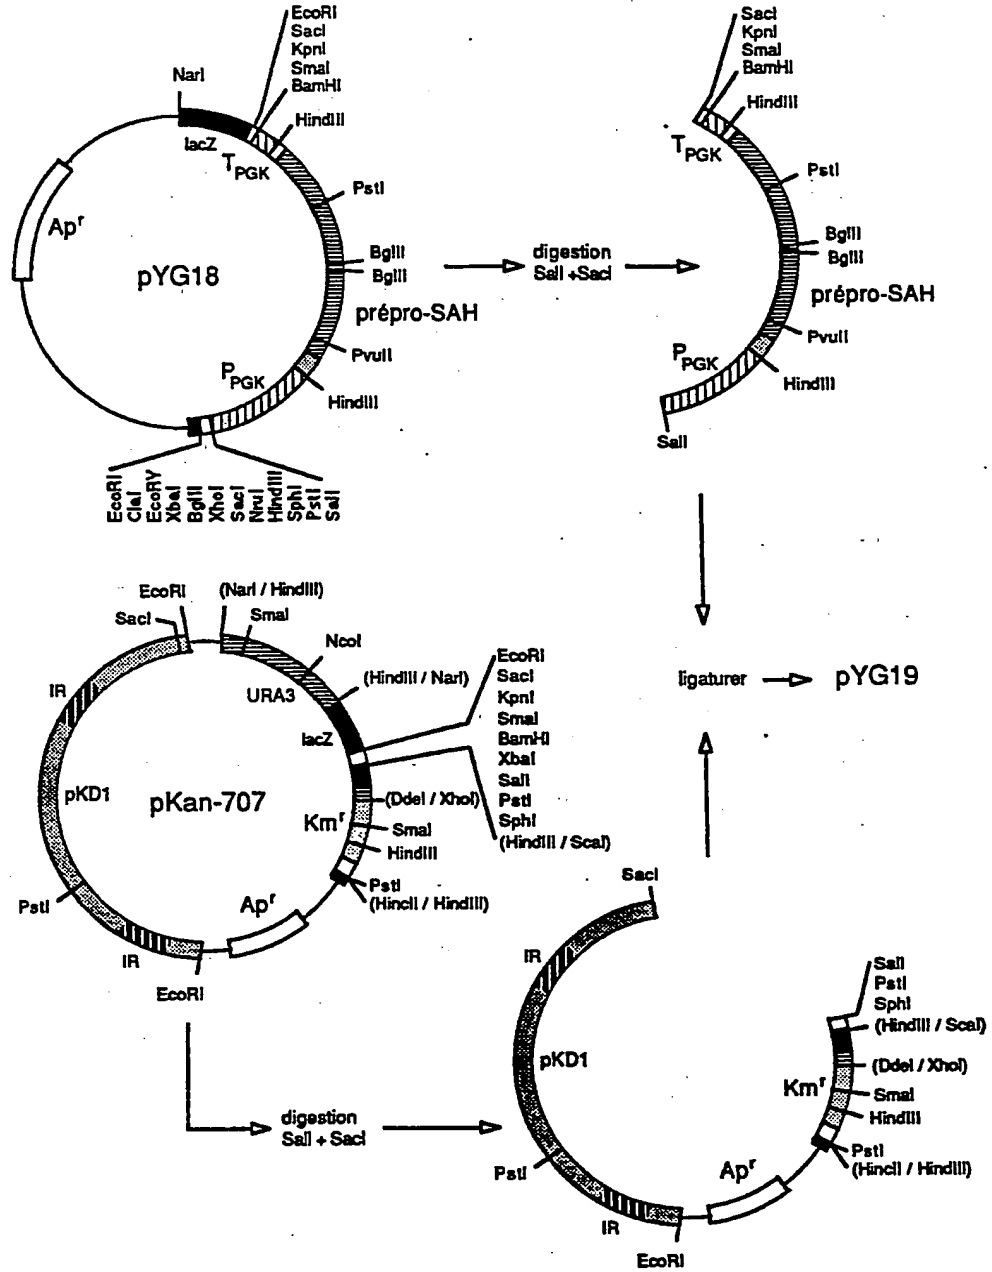 EcoRI
SacI
KpnI
SmaI
BamHI
NarI
HindIII
lacZ
TPGK
PstI
Apr
BglII
BglII
pYG18
prépro-SAH
PvuII
PPGK
HindIII
EcoRI
ClaI
EcoRV
XbaI
BglII
XhoI
SacI
NruI
HindIII
SphI
PstI
SalI
digestion
SalI +SacI
SacI
KpnI
SmaI
BamHI
HindIII
TPGK
PstI
BglII
BglII
prépro-SAH
PvuII
PPGK
HindIII
SalI
EcoRI
(NarI / HindIII)
SacI
SmaI
NcoI
IR
URA3
(HindIII / NarI)
lacZ
EcoRI
SacI
KpnI
SmaI
BamHI
XbaI
SalI
PstI
SphI
(HindIII / ScaI)
pKD1
pKan-707
(DdeI / XhoI)
Kmr
SmaI
HindIII
PstI
(HincII / HindIII)
PstI
Apr
IR
EcoRI
ligaturer
pYG19
digestion
SalI + SacI
SacI
IR
SalI
PstI
SphI
(HindIII / ScaI)
pKD1
(DdeI / XhoI)
Kmr
SmaI
HindIII
PstI
(HincII / HindIII)
PstI
Apr
IR
EcoRI